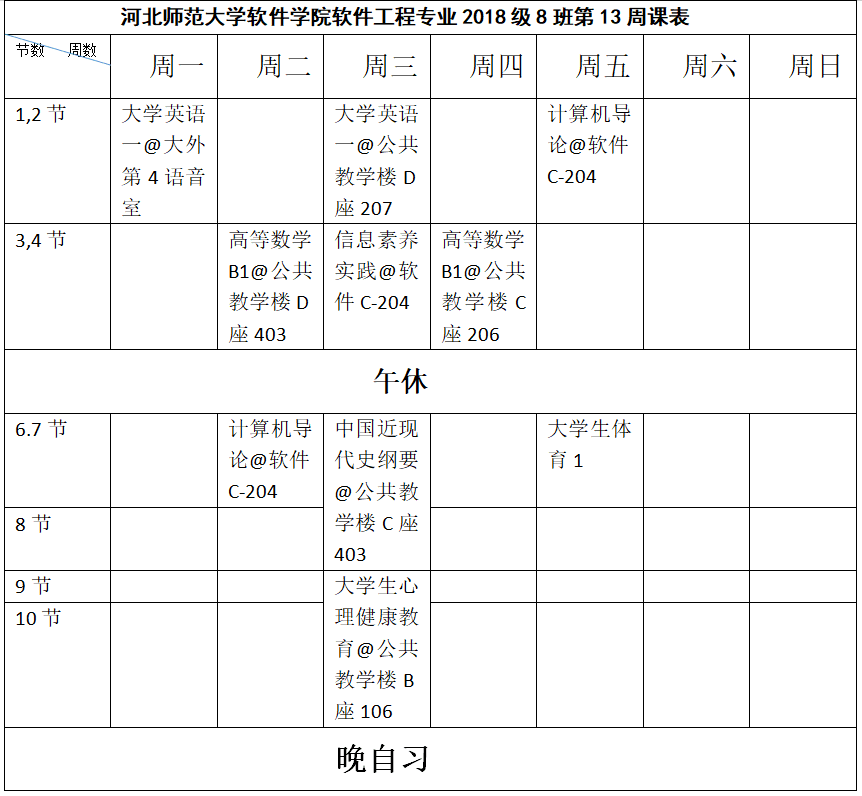 河北师范大学软件学院软件工程专业 2018 级 8 班第 13 周课表
节数 周数
周一
周二
周三
周四
周五
周六
周日
1,2 节
大学英语
一@大外
第 4 语音
室
大学英语
一@公共
教学楼 D
座 207
计算机导
论@软件
C-204
3,4 节
高等数学
B1@公共
教学楼 D
座 403
信息素养
实践@软
件 C-204
高等数学
B1@公共
教学楼 C
座 206
午休
6.7 节
计算机导
论@软件
C-204
中国近现
代史纲要
@公共教
学楼 C 座
403
大学生体
育 1
8 节
9 节
大学生心
理健康教
育@公共
教学楼 B
座 106
10 节
晚自习